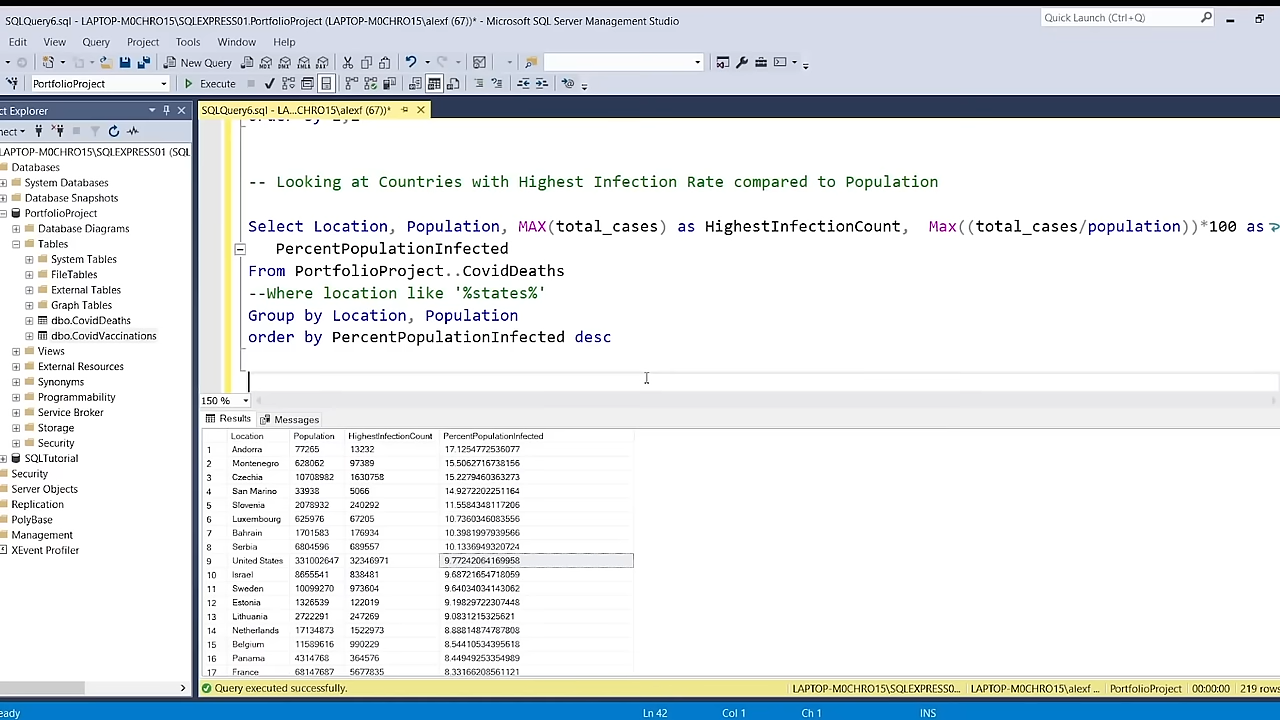 SQLQuery6.sql - LAPTOP-M0CHRO15\SQLEXPRESS01.PortfolioProject (LAPTOP-M0CHRO15\alexf (67))* - Microsoft SQL Server Management Studio
Quick Launch (Ctrl+Q)
Edit View Query Project Tools Window Help
New Query
PortfolioProject Execute
ct Explorer
SQLQuery6.sql - LA...CHRO15\alexf (67))*
nect
LAPTOP-M0CHRO15\SQLEXPRESS01 (SQL
Databases
System Databases
Database Snapshots
PortfolioProject
Database Diagrams
Tables
System Tables
FileTables
External Tables
Graph Tables
dbo.CovidDeaths
dbo.CovidVaccinations
Views
External Resources
Synonyms
Programmability
Service Broker
Storage
Security
SQLTutorial
Security
Server Objects
Replication
PolyBase
Management
XEvent Profiler
-- Looking at Countries with Highest Infection Rate compared to Population
Select Location, Population, MAX(total_cases) as HighestInfectionCount,  Max((total_cases/population))*100 as
PercentPopulationInfected
From PortfolioProject..CovidDeaths
--Where location like '%states%'
Group by Location, Population
order by PercentPopulationInfected desc
150 %
Results Messages
Location Population HighestInfectionCount PercentPopulationInfected
1 Andorra 77265 13232 17.1254772536077
2 Montenegro 628062 97389 15.5062716738156
3 Czechia 10708982 1630758 15.2279460363273
4 San Marino 33938 5066 14.9272202251164
5 Slovenia 2078932 240292 11.5584348117206
6 Luxembourg 625976 67205 10.7360346083556
7 Bahrain 1701583 176934 10.3981997939566
8 Serbia 6804596 689557 10.1336949320724
9 United States 331002647 32346971 9.77242064169958
10 Israel 8655541 838481 9.68721654718059
11 Sweden 10099270 973604 9.64034034143062
12 Estonia 1326539 122019 9.19829722307448
13 Lithuania 2722291 247269 9.0831215325621
14 Netherlands 17134873 1522973 8.88814874787808
15 Belgium 11589616 990229 8.54410534395618
16 Panama 4314768 364576 8.44949253354989
17 France 68147687 5677835 8.33166208561121
Query executed successfully.
LAPTOP-M0CHRO15\SQLEXPRESS0... LAPTOP-M0CHRO15\alexf ... PortfolioProject 00:00:00 219 rows
eady Ln 42 Col 1 Ch 1 INS